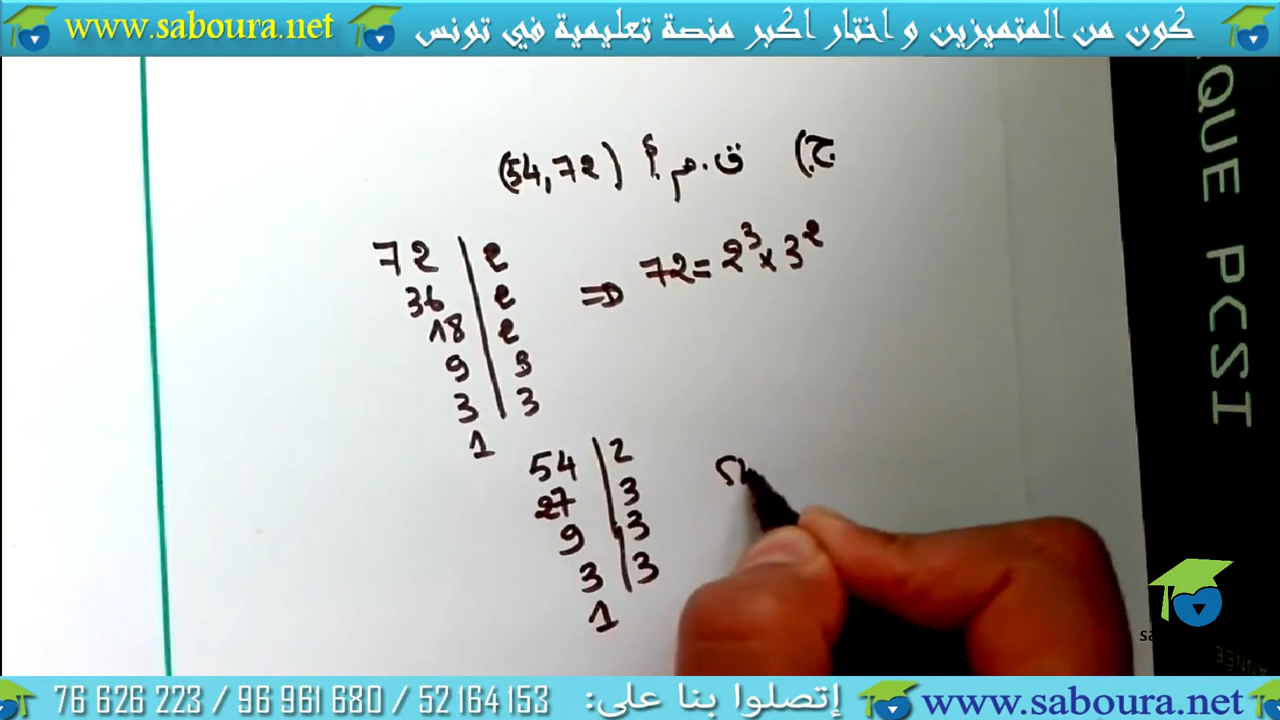 www.saboura.net كون من المتميزين و اختار اكبر منصة تعليمية في تونس
ج) ق.م.أ (54,72)
72 | 2
36 | 2
18 | 2
9 | 3
3 | 3
1
⇒ 72 = 2³ × 3²
54 | 2
27 | 3
9 | 3
3 | 3
1
54
QUE PCSI
ANNÉE
إتصلوا بنا على: 76 626 223 / 96 961 680 / 52 164 153 www.saboura.net